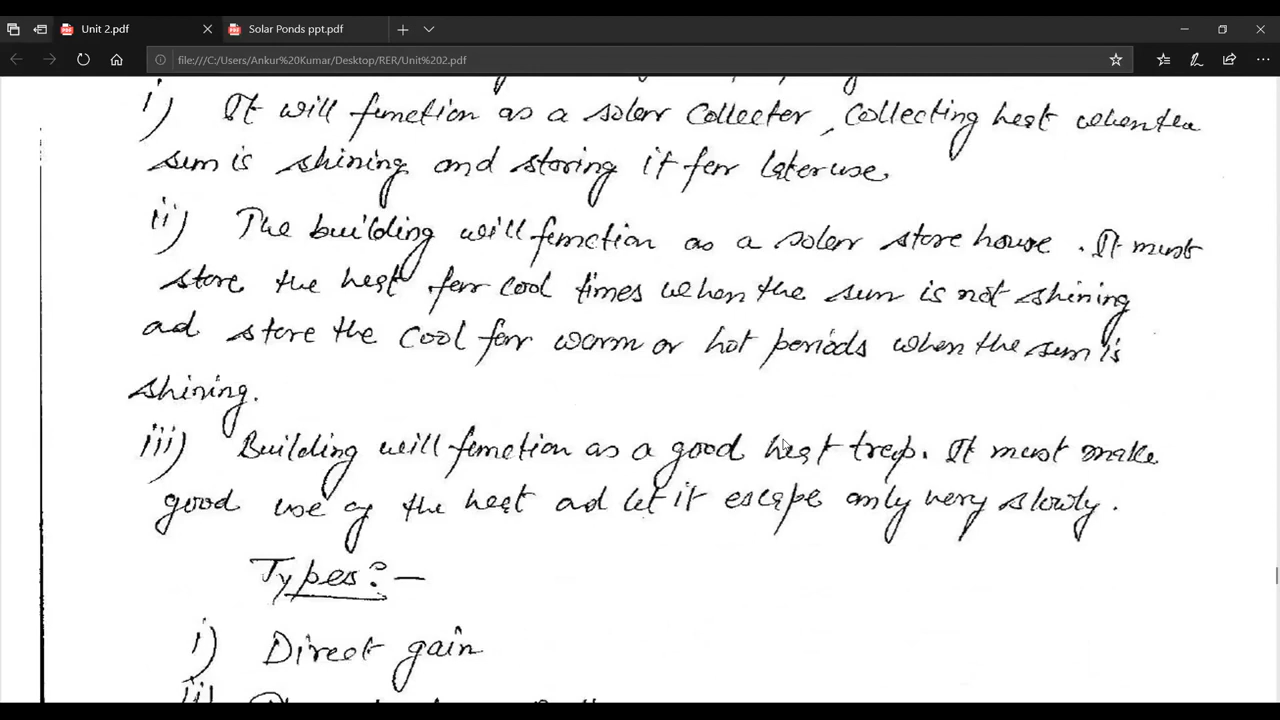 Unit 2.pdf
Solar Ponds ppt.pdf
file:///C:/Users/Ankur%20Kumar/Desktop/RER/Unit%202.pdf
i) It will function as a solar collector, collecting heat when the
sun is shining and storing it for later use.
ii) The building will function as a solar store house. It must
store the heat for cool times when the sun is not shining
ad store the cool for warm or hot periods when the sun is
shining.
iii) Building will function as a good heat trap. It must make
good use of the heat ad let it escape only very slowly.
Types:-
i) Direct gain
ii)